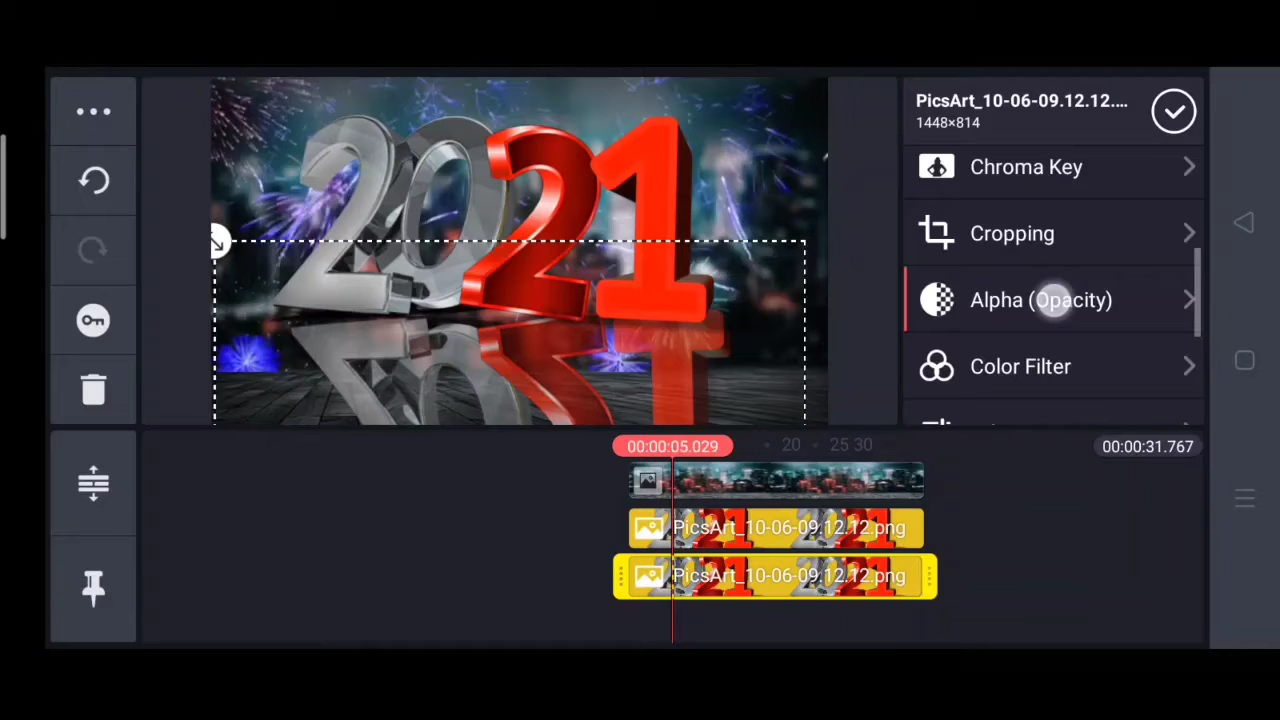 2021
PicsArt_10-06-09.12.12....
1448×814
Chroma Key
Cropping
Alpha (Opacity)
Color Filter
00:00:05.029
20
25 30
00:00:31.767
PicsArt_10-06-09.12.12.png
PicsArt_10-06-09.12.12.png